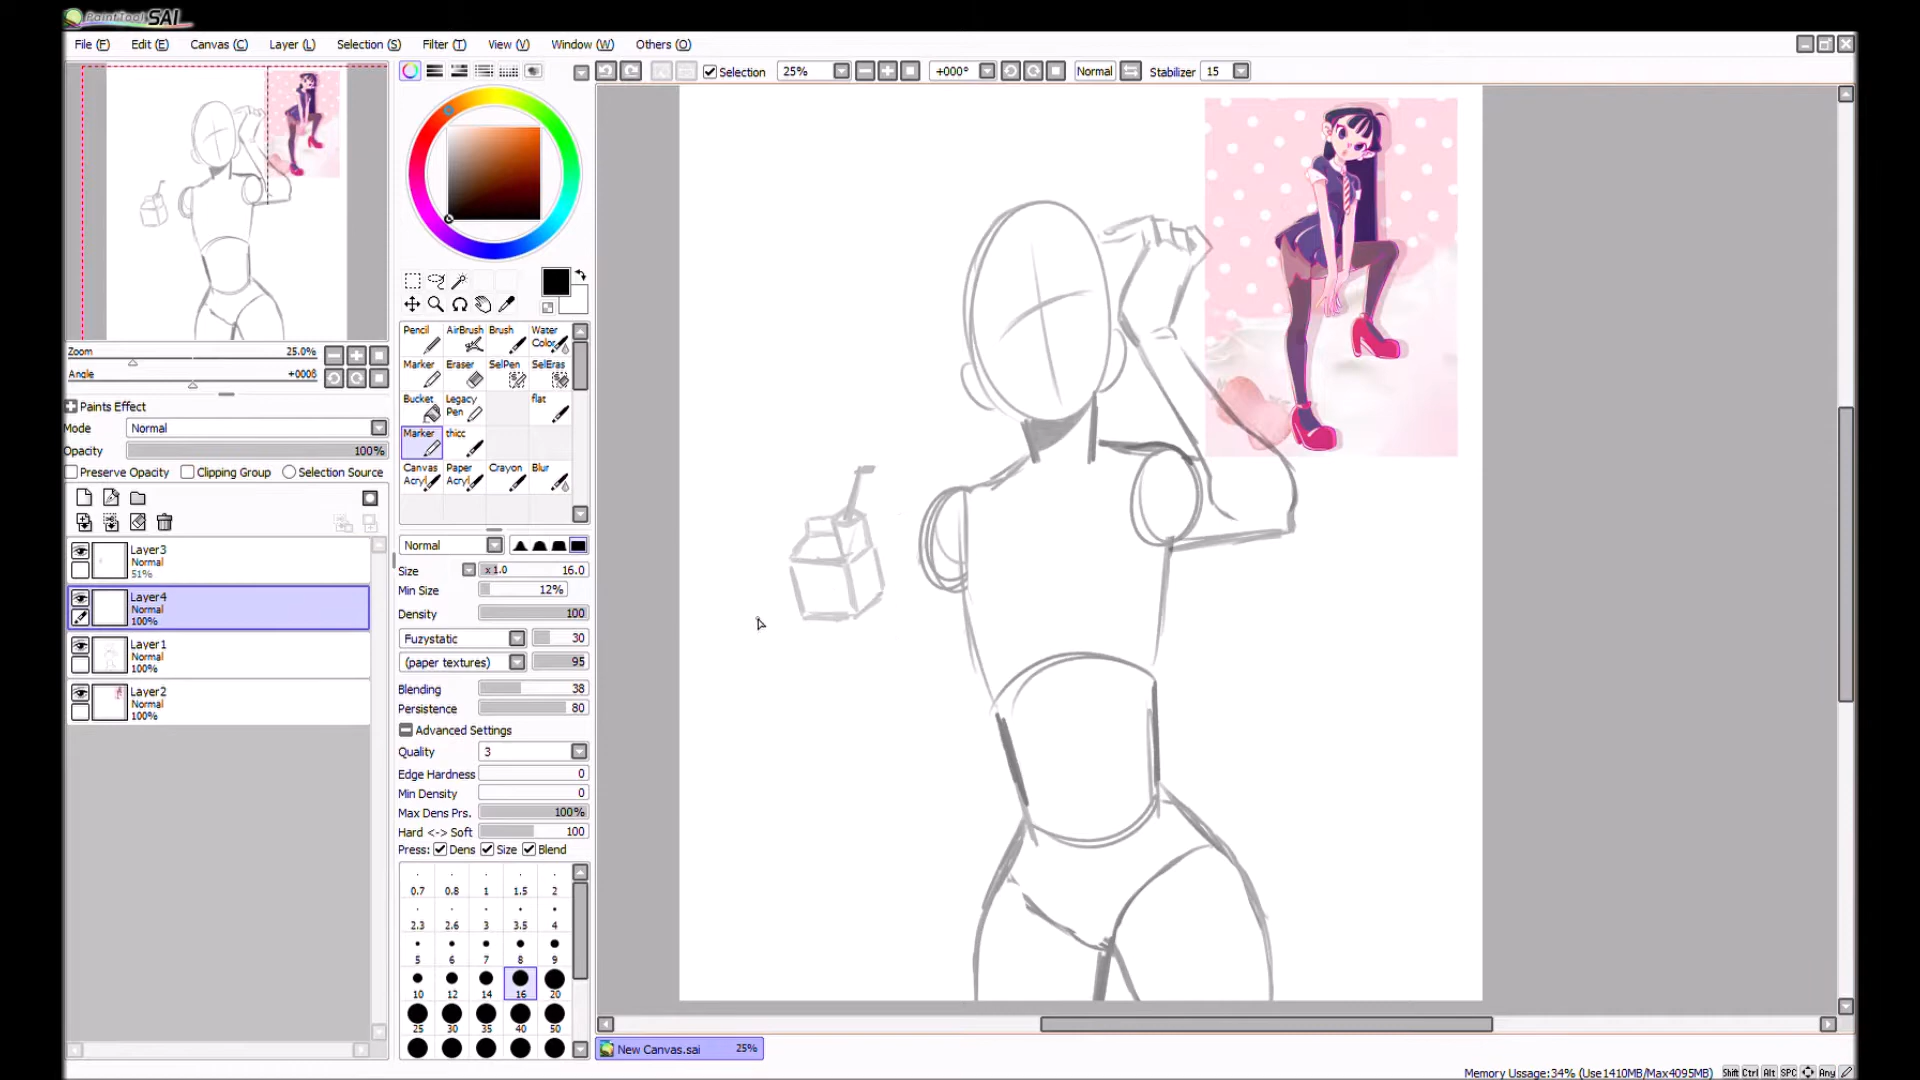 PaintTool SAI
File (F) Edit (E) Canvas (C) Layer (L) Selection (S) Filter (T) View (V) Window (W) Others (O)
Selection 25% +000° Normal Stabilizer 15
Zoom 25.0%
Angle +000ß
Paints Effect
Mode Normal
Opacity 100%
Preserve Opacity Clipping Group Selection Source
Layer3
Normal
51%
Layer4
Normal
100%
Layer1
Normal
100%
Layer2
Normal
100%
Pencil AirBrush Brush Water
Color
Marker Eraser SelPen SelEras
Bucket Legacy
Pen flat
Marker thicc
Canvas
Acryl Paper
Acryl Crayon Blur
Normal
Size x1.0 16.0
Min Size 12%
Density 100
Fuzystatic 30
(paper textures) 95
Blending 38
Persistence 80
Advanced Settings
Quality 3
Edge Hardness 0
Min Density 0
Max Dens Prs. 100%
Hard <-> Soft 100
Press: Dens Size Blend
0.7 0.8 1 1.5 2
2.3 2.6 3 3.5 4
5 6 7 8 9
10 12 14 16 20
25 30 35 40 50
New Canvas.sai 25%
Memory Ussage:34% (Use1410MB/Max4095MB) Shift Ctrl Alt SPC Any